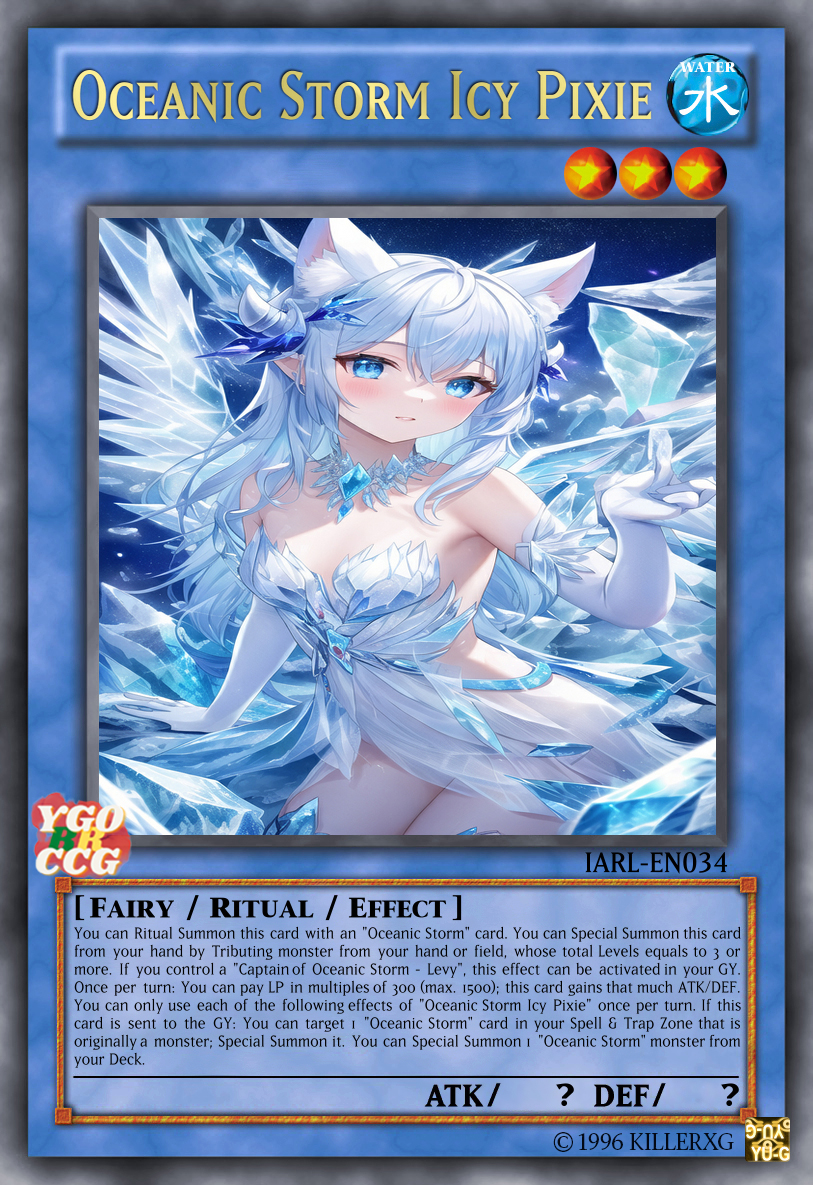 Oceanic Storm Icy Pixie
WATER
水
IARL-EN034
YGO
RR
CCG
[ Fairy / Ritual / Effect ]
You can Ritual Summon this card with an "Oceanic Storm" card. You can Special Summon this card
from your hand by Tributing monster from your hand or field, whose total Levels equals to 3 or
more. If you control a "Captain of Oceanic Storm - Levy", this effect can be activated in your GY.
Once per turn: You can pay LP in multiples of 300 (max. 1500); this card gains that much ATK/DEF.
You can only use each of the following effects of "Oceanic Storm Icy Pixie" once per turn. If this
card is sent to the GY: You can target 1 "Oceanic Storm" card in your Spell & Trap Zone that is
originally a monster; Special Summon it. You can Special Summon 1 "Oceanic Storm" monster from
your Deck.
ATK/ ? DEF/ ?
© 1996 KILLERXG